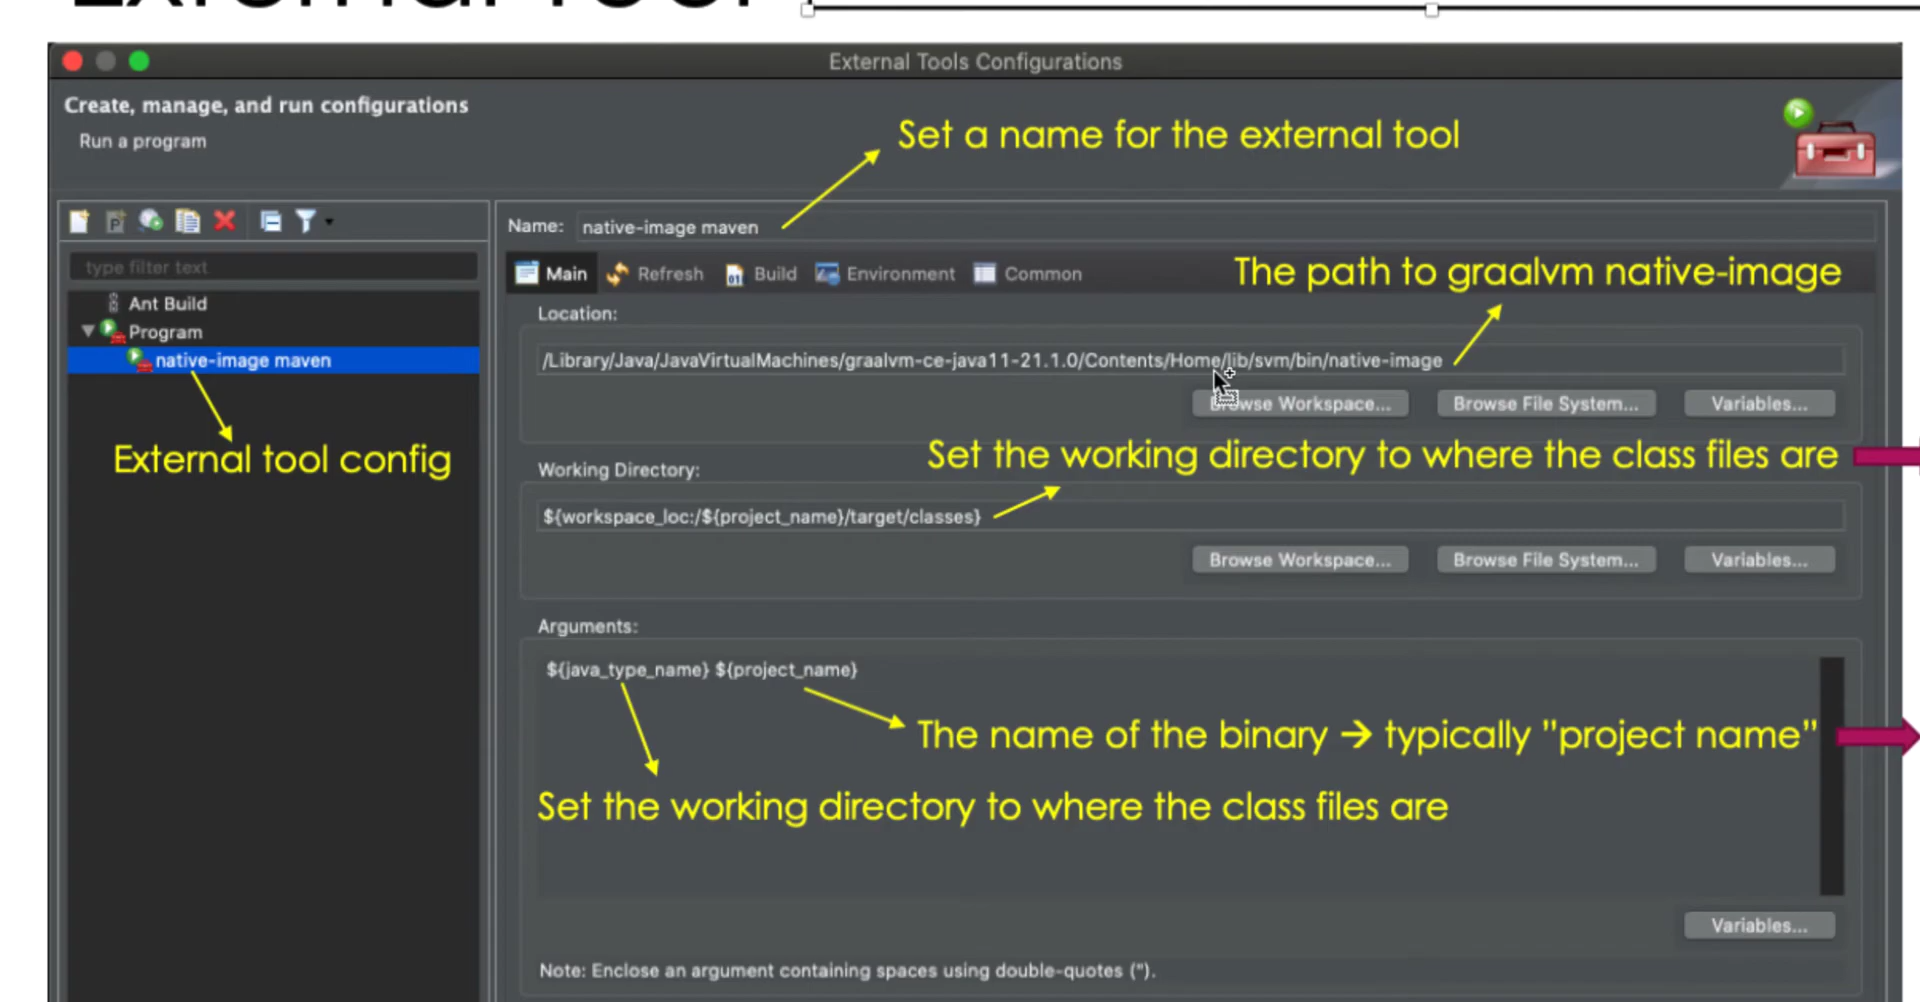 External Tool
External Tools Configurations
Create, manage, and run configurations
Run a program
Set a name for the external tool
Name: native-image maven
type filter text
Main Refresh Build Environment Common
The path to graalvm native-image
Ant Build
Program
native-image maven
External tool config
Location:
/Library/Java/JavaVirtualMachines/graalvm-ce-java11-21.1.0/Contents/Home/lib/svm/bin/native-image
Browse Workspace... Browse File System... Variables...
Set the working directory to where the class files are
Working Directory:
${workspace_loc:/${project_name}/target/classes}
Browse Workspace... Browse File System... Variables...
Arguments:
${java_type_name} ${project_name}
The name of the binary → typically ”project name”
Set the working directory to where the class files are
Variables...
Note: Enclose an argument containing spaces using double-quotes (").